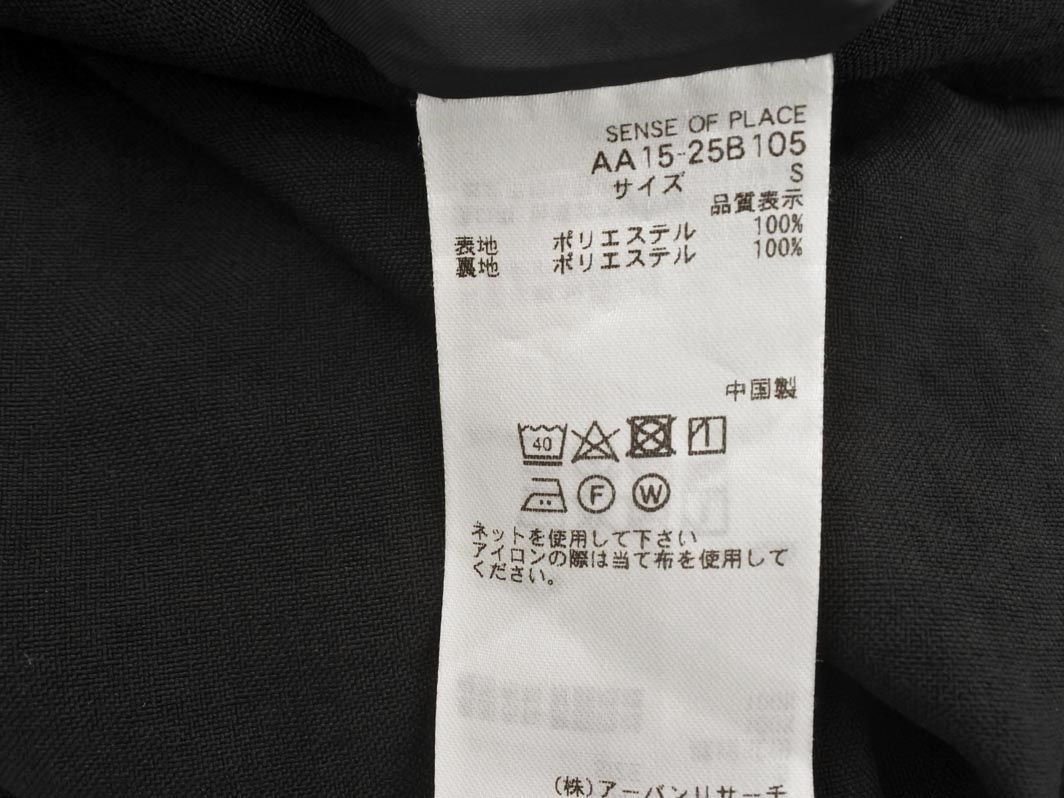 SENSE OF PLACE
AA15-25B105
サイズ S
品質表示
表地 ポリエステル 100%
裏地 ポリエステル 100%
中国製
40
F W
ネットを使用して下さい
アイロンの際は当て布を使用して
ください。
(株)アーバンリサーチ